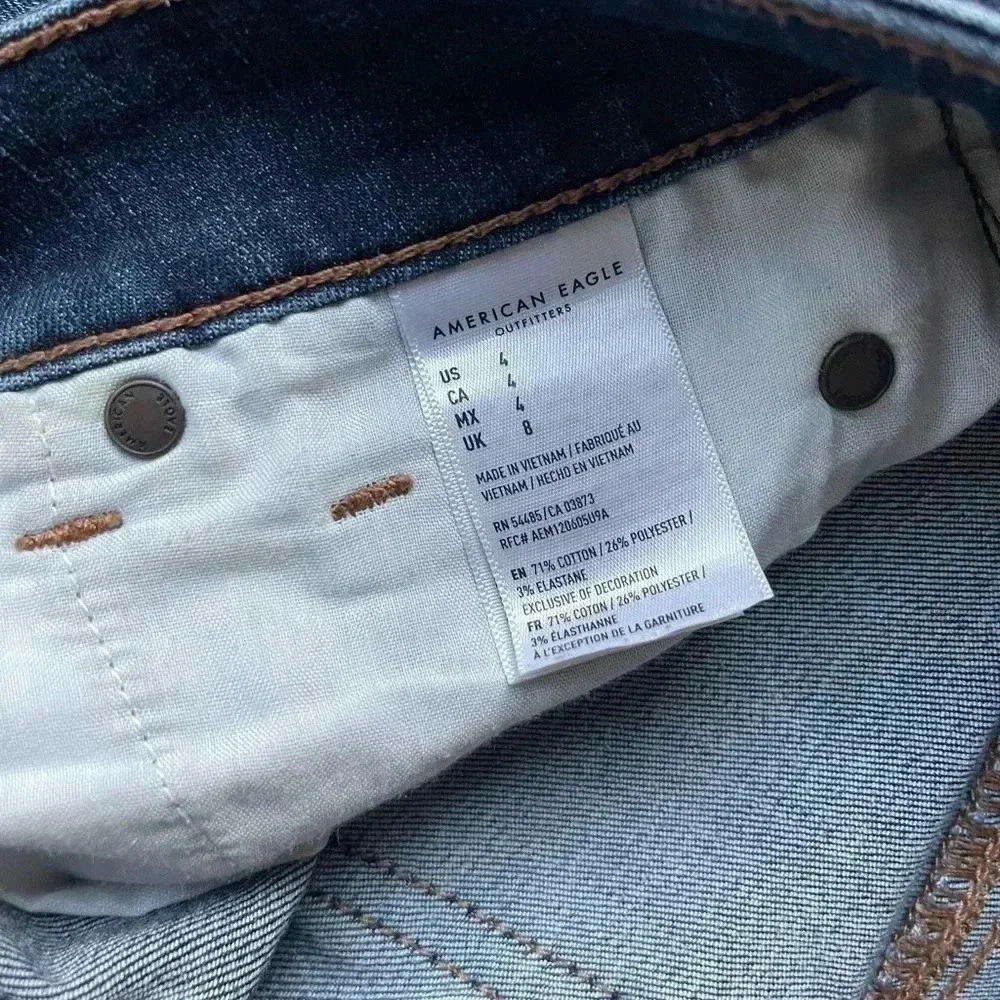 AMERICAN EAGLE
OUTFITTERS
US 4
CA 4
MX 4
UK 8
MADE IN VIETNAM / FABRIQUÉ AU
VIETNAM / HECHO EN VIETNAM
RN 54485/CA 03873
RFC# AEM120605U9A
EN 71% COTTON / 26% POLYESTER /
3% ELASTANE
EXCLUSIVE OF DECORATION
FR 71% COTON / 26% POLYESTER /
3% ÉLASTHANNE
À L'EXCEPTION DE LA GARNITURE
AMERICAN EAGLE